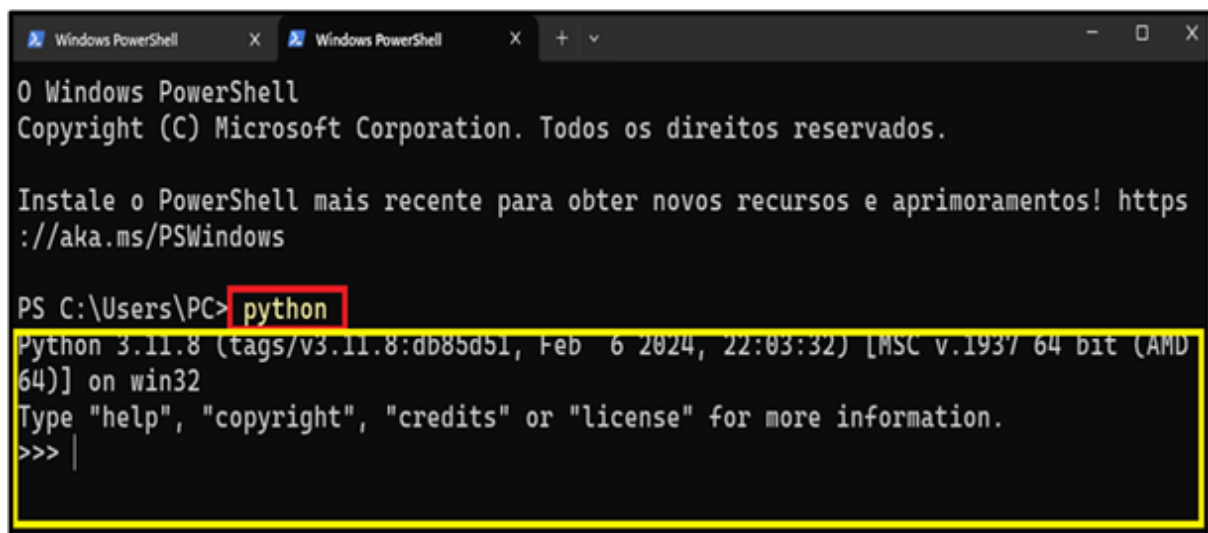 Windows PowerShell X Windows PowerShell X
O Windows PowerShell
Copyright (C) Microsoft Corporation. Todos os direitos reservados.
Instale o PowerShell mais recente para obter novos recursos e aprimoramentos! https
://aka.ms/PSWindows
PS C:\Users\PC> python
Python 3.11.8 (tags/v3.11.8:db85d51, Feb  6 2024, 22:03:32) [MSC v.1937 64 bit (AMD
64)] on win32
Type "help", "copyright", "credits" or "license" for more information.
>>>